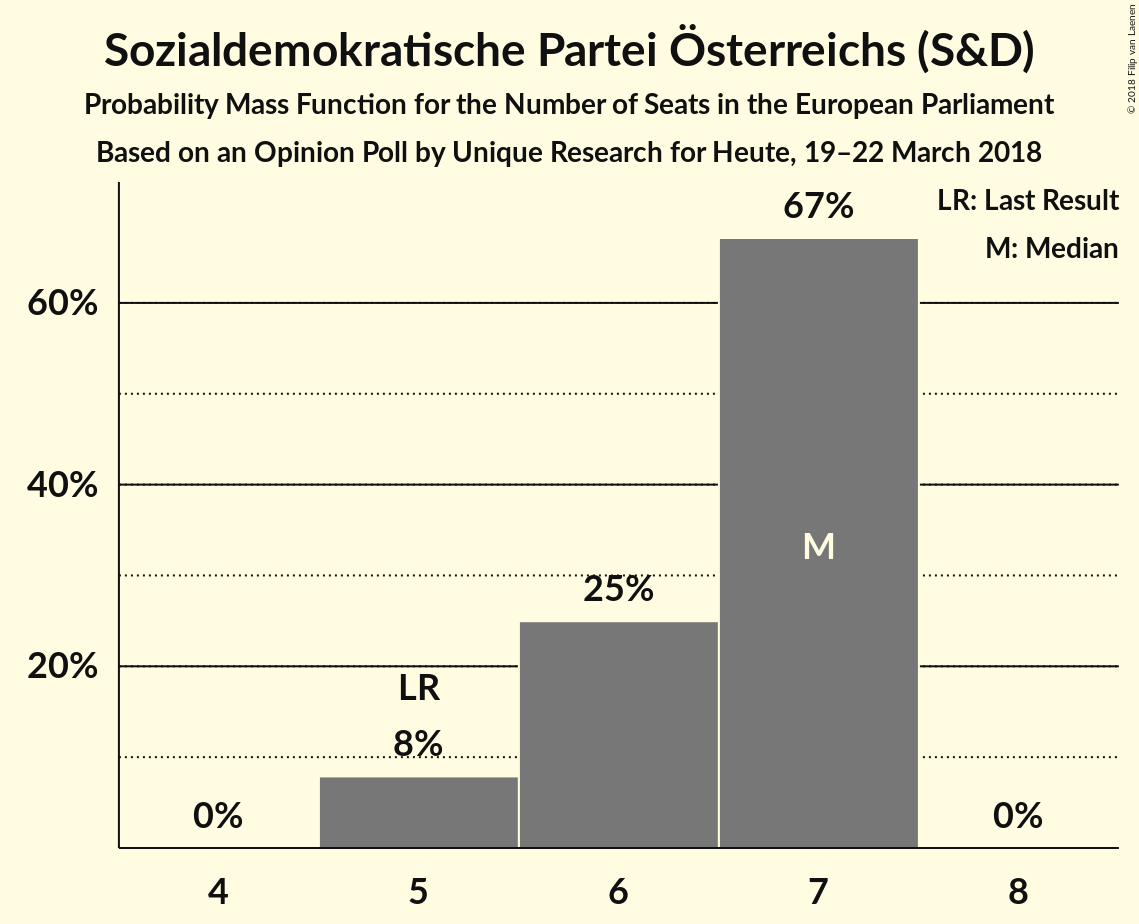 Sozialdemokratische Partei Österreichs (S&D)
Probability Mass Function for the Number of Seats in the European Parliament
Based on an Opinion Poll by Unique Research for Heute, 19–22 March 2018
© 2018 Filip van Laenen
LR: Last Result
M: Median
67%
60%
40%
M
25%
20%
LR
8%
0%
0%
4
5
6
7
8